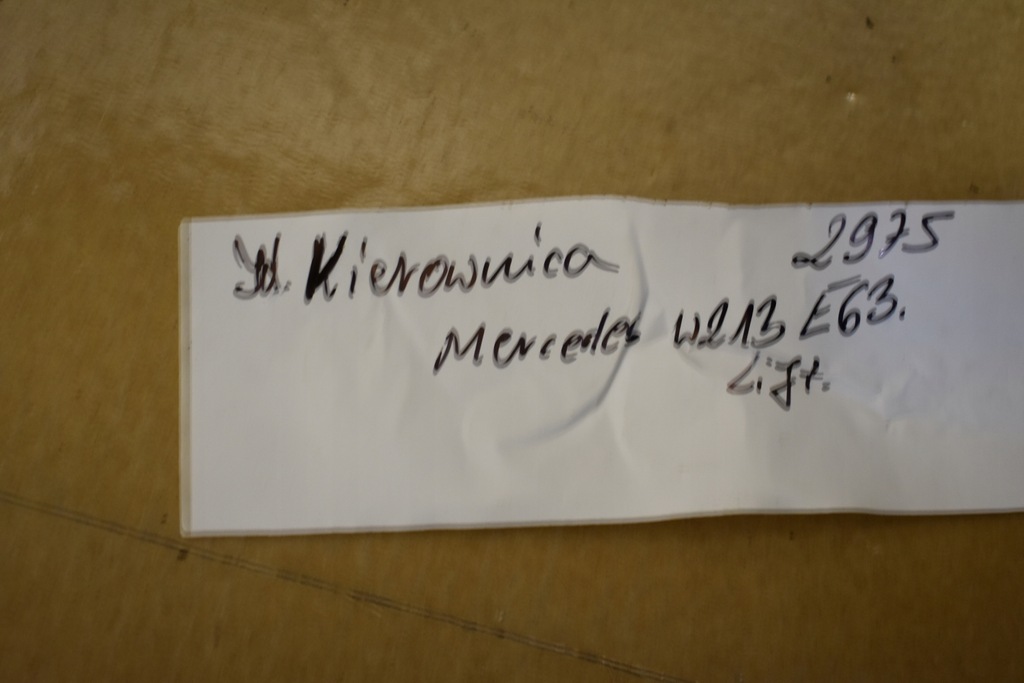 Kierownica 2975
Mercedes W213 E63.
Lift.